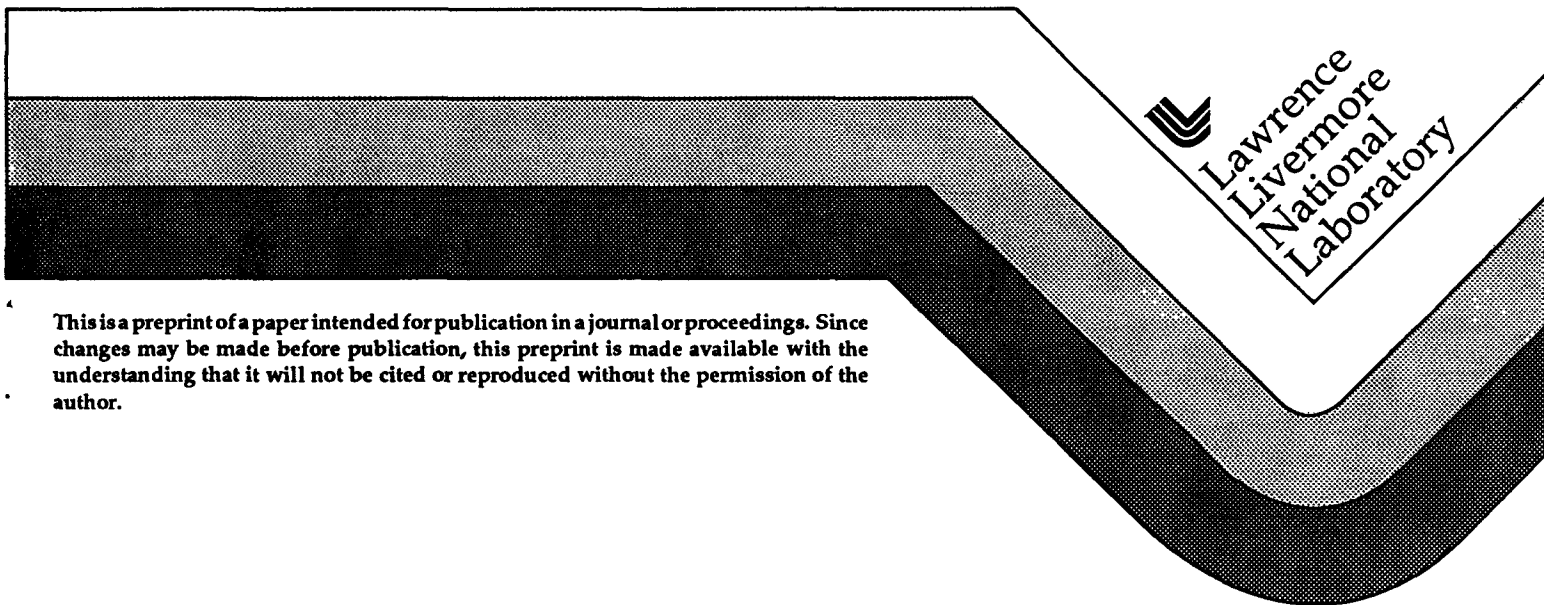 Lawrence
Livermore
National
Laboratory
This is a preprint of a paper intended for publication in a journal or proceedings. Since
changes may be made before publication, this preprint is made available with the
understanding that it will not be cited or reproduced without the permission of the
author.